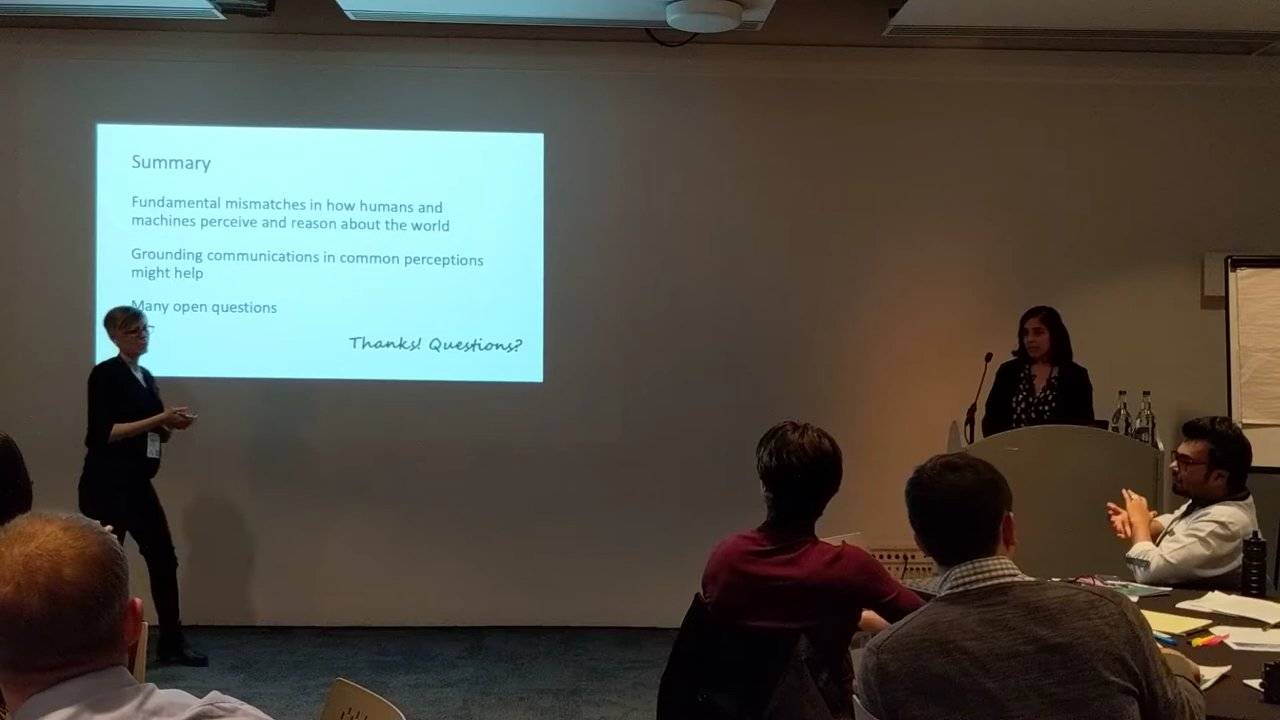 Summary
Fundamental mismatches in how humans and
machines perceive and reason about the world
Grounding communications in common perceptions
might help
Many open questions
Thanks! Questions?